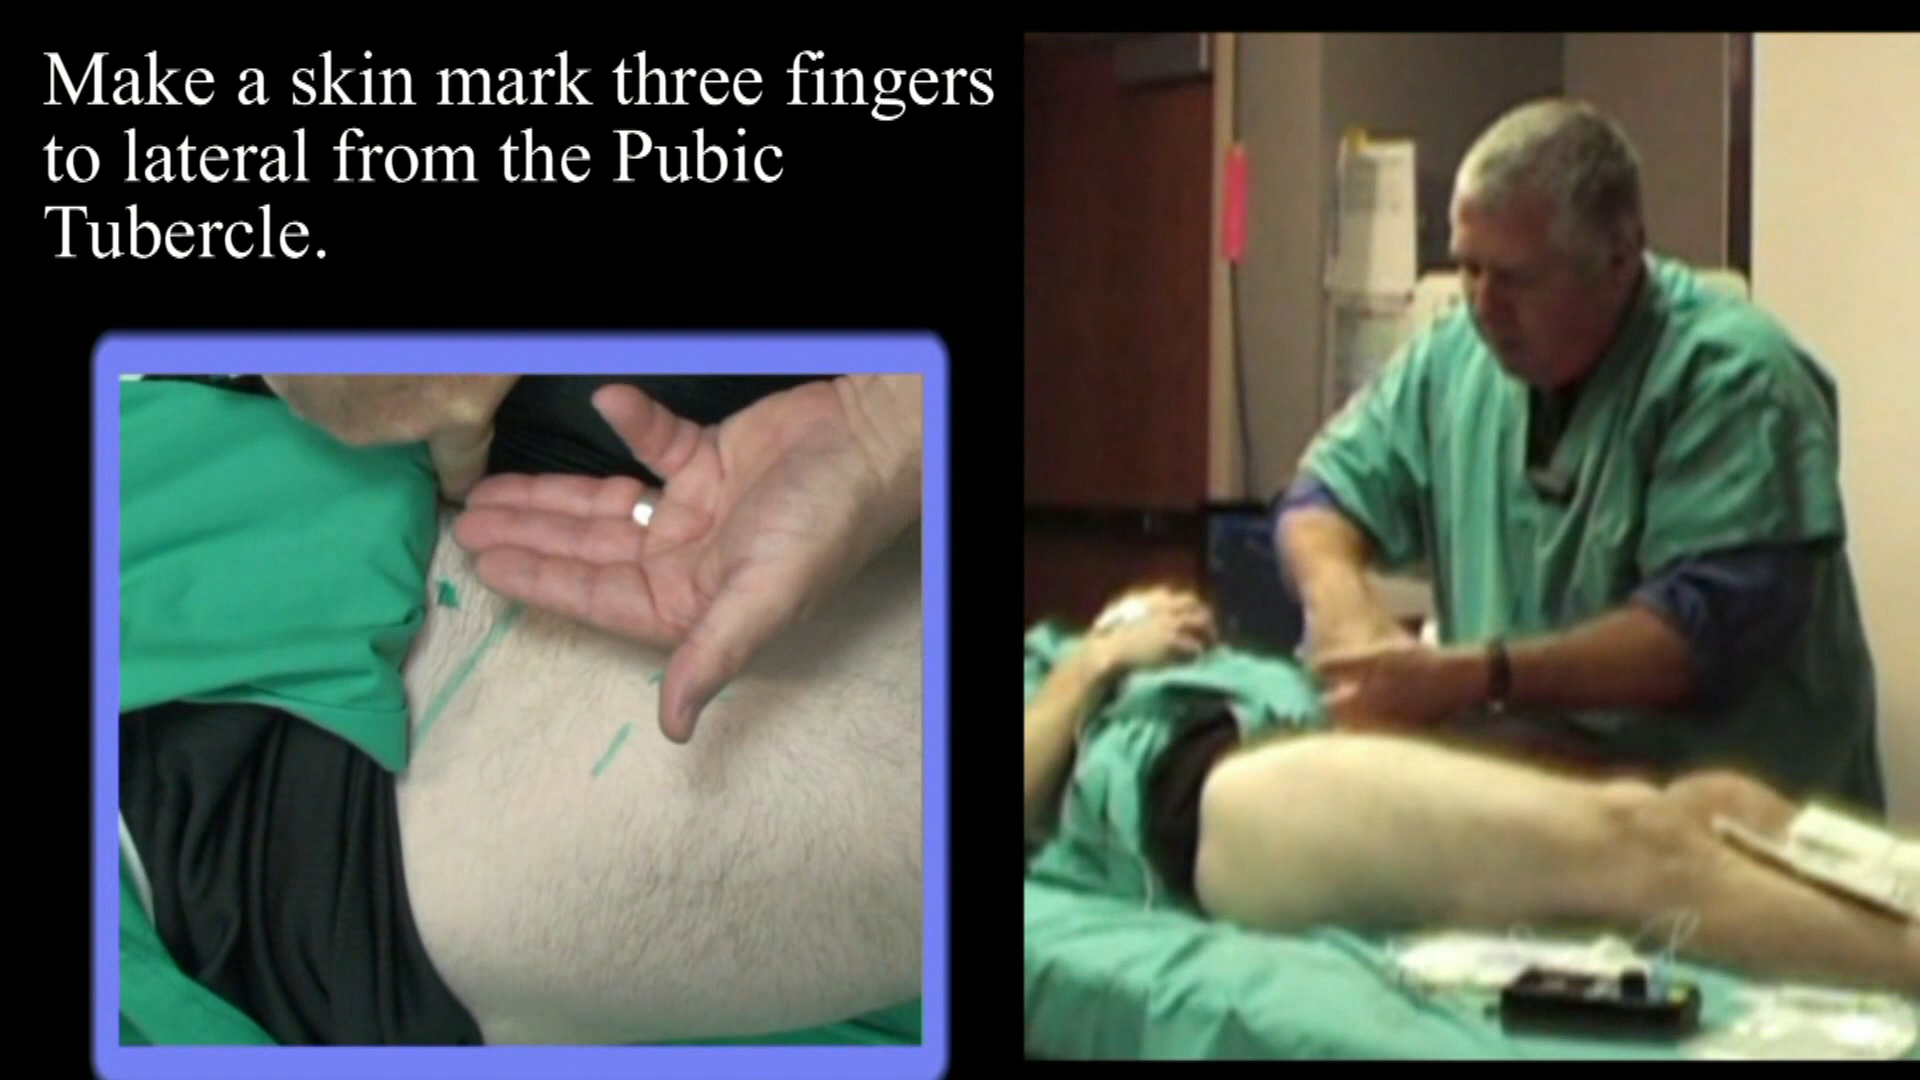 Make a skin mark three fingers
to lateral from the Pubic
Tubercle.